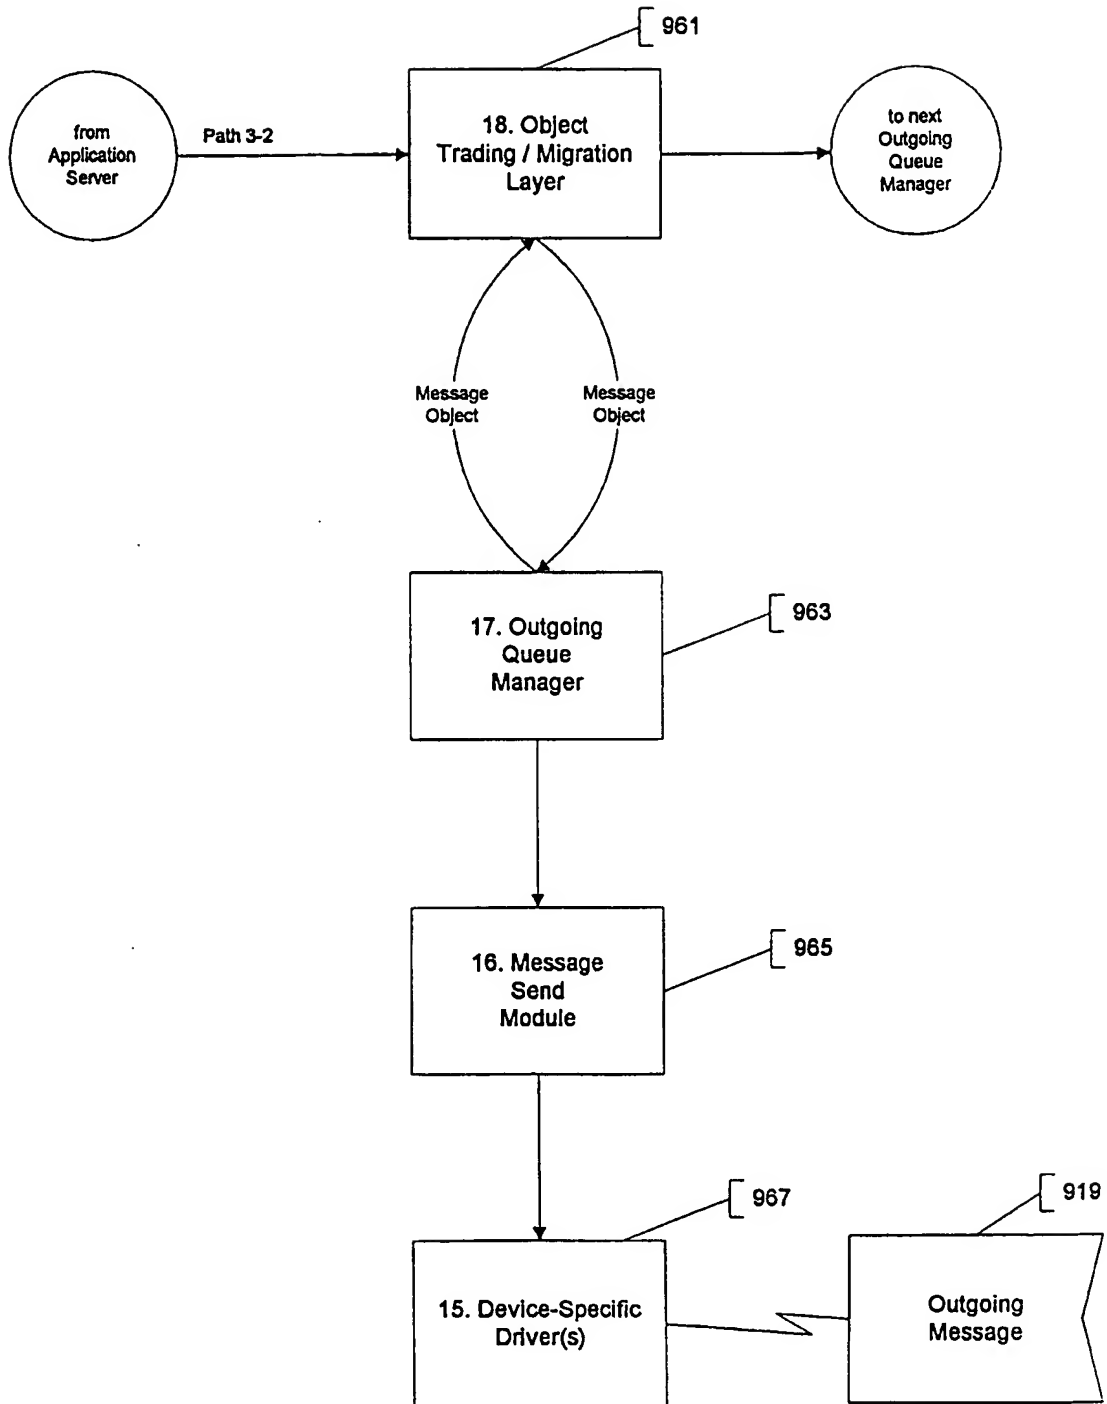 961
from
Application
Server
Path 3-2
18. Object
Trading / Migration
Layer
to next
Outgoing
Queue
Manager
Message
Object
Message
Object
17. Outgoing
Queue
Manager
963
16. Message
Send
Module
965
967
919
15. Device-Specific
Driver(s)
Outgoing
Message